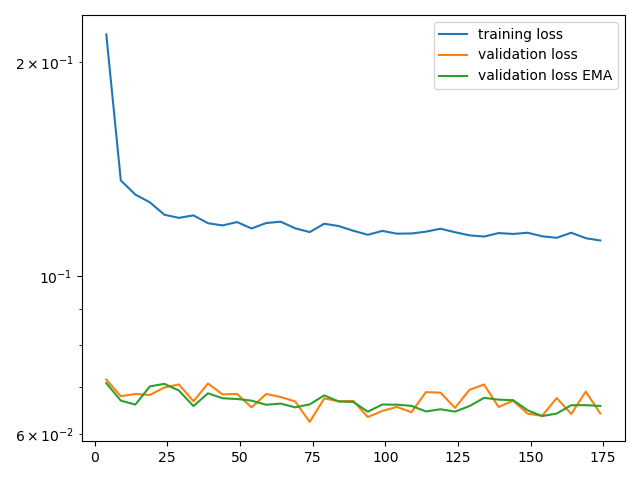 training loss
validation loss
validation loss EMA
2 × 10⁻¹
10⁻¹
6 × 10⁻²
0 25 50 75 100 125 150 175